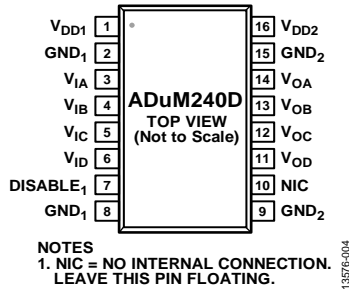 VDD1 1 16 VDD2
GND1 2 15 GND2
VIA 3 14 VOA
VIB 4 ADuM240D 13 VOB
TOP VIEW
VIC 5 (Not to Scale) 12 VOC
VID 6 11 VOD
DISABLE1 7 10 NIC
GND1 8 9 GND2
NOTES
1. NIC = NO INTERNAL CONNECTION.
LEAVE THIS PIN FLOATING.
13576-004